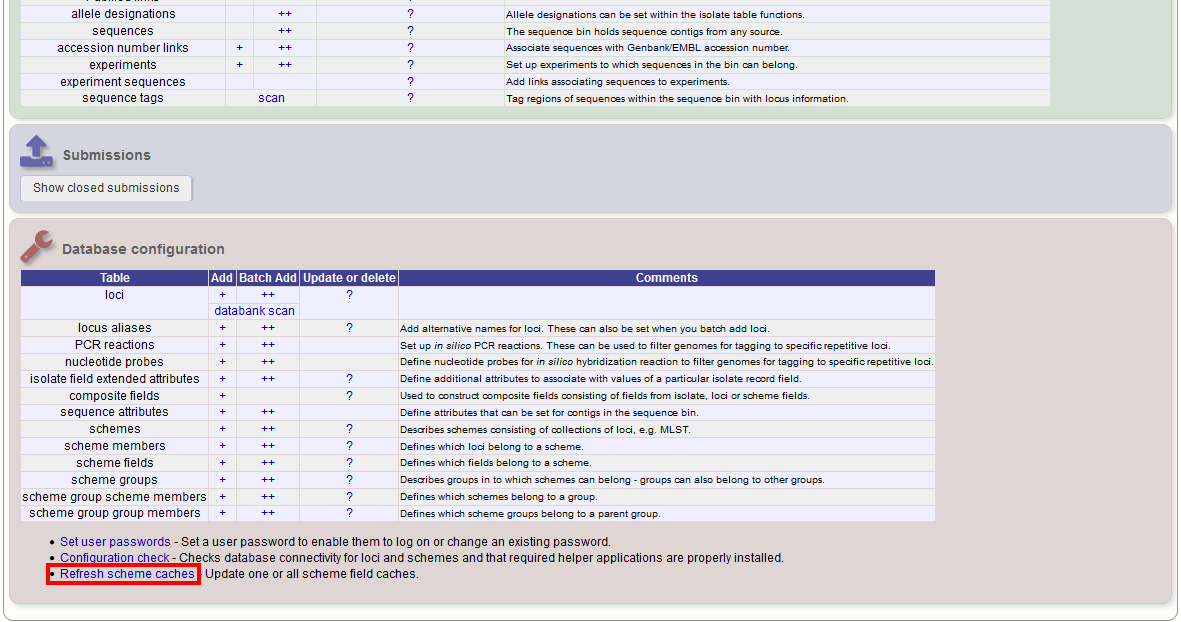 allele designations ++ ? Allele designations can be set within the isolate table functions.
sequences ++ ? The sequence bin holds sequence contigs from any source.
accession number links + ++ ? Associate sequences with Genbank/EMBL accession number.
experiments + ++ ? Set up experiments to which sequences in the bin can belong.
experiment sequences ? Add links associating sequences to experiments.
sequence tags scan ? Tag regions of sequences within the sequence bin with locus information.
Submissions
Show closed submissions
Database configuration
Table Add Batch Add Update or delete Comments
loci + ++ ?
databank scan
locus aliases + ++ ? Add alternative names for loci. These can also be set when you batch add loci.
PCR reactions + ++ Set up in silico PCR reactions. These can be used to filter genomes for tagging to specific repetitive loci.
nucleotide probes + ++ Define nucleotide probes for in silico hybridization reaction to filter genomes for tagging to specific repetitive loci.
isolate field extended attributes + ++ ? Define additional attributes to associate with values of a particular isolate record field.
composite fields + ? Used to construct composite fields consisting of fields from isolate, loci or scheme fields.
sequence attributes + ++ Define attributes that can be set for contigs in the sequence bin.
schemes + ++ ? Describes schemes consisting of collections of loci, e.g. MLST.
scheme members + ++ ? Defines which loci belong to a scheme.
scheme fields + ++ ? Defines which fields belong to a scheme.
scheme groups + ++ ? Describes groups in to which schemes can belong - groups can also belong to other groups.
scheme group scheme members + ++ ? Defines which schemes belong to a group.
scheme group group members + ++ ? Defines which scheme groups belong to a parent group.
• Set user passwords - Set a user password to enable them to log on or change an existing password.
• Configuration check - Checks database connectivity for loci and schemes and that required helper applications are properly installed.
• Refresh scheme caches - Update one or all scheme field caches.